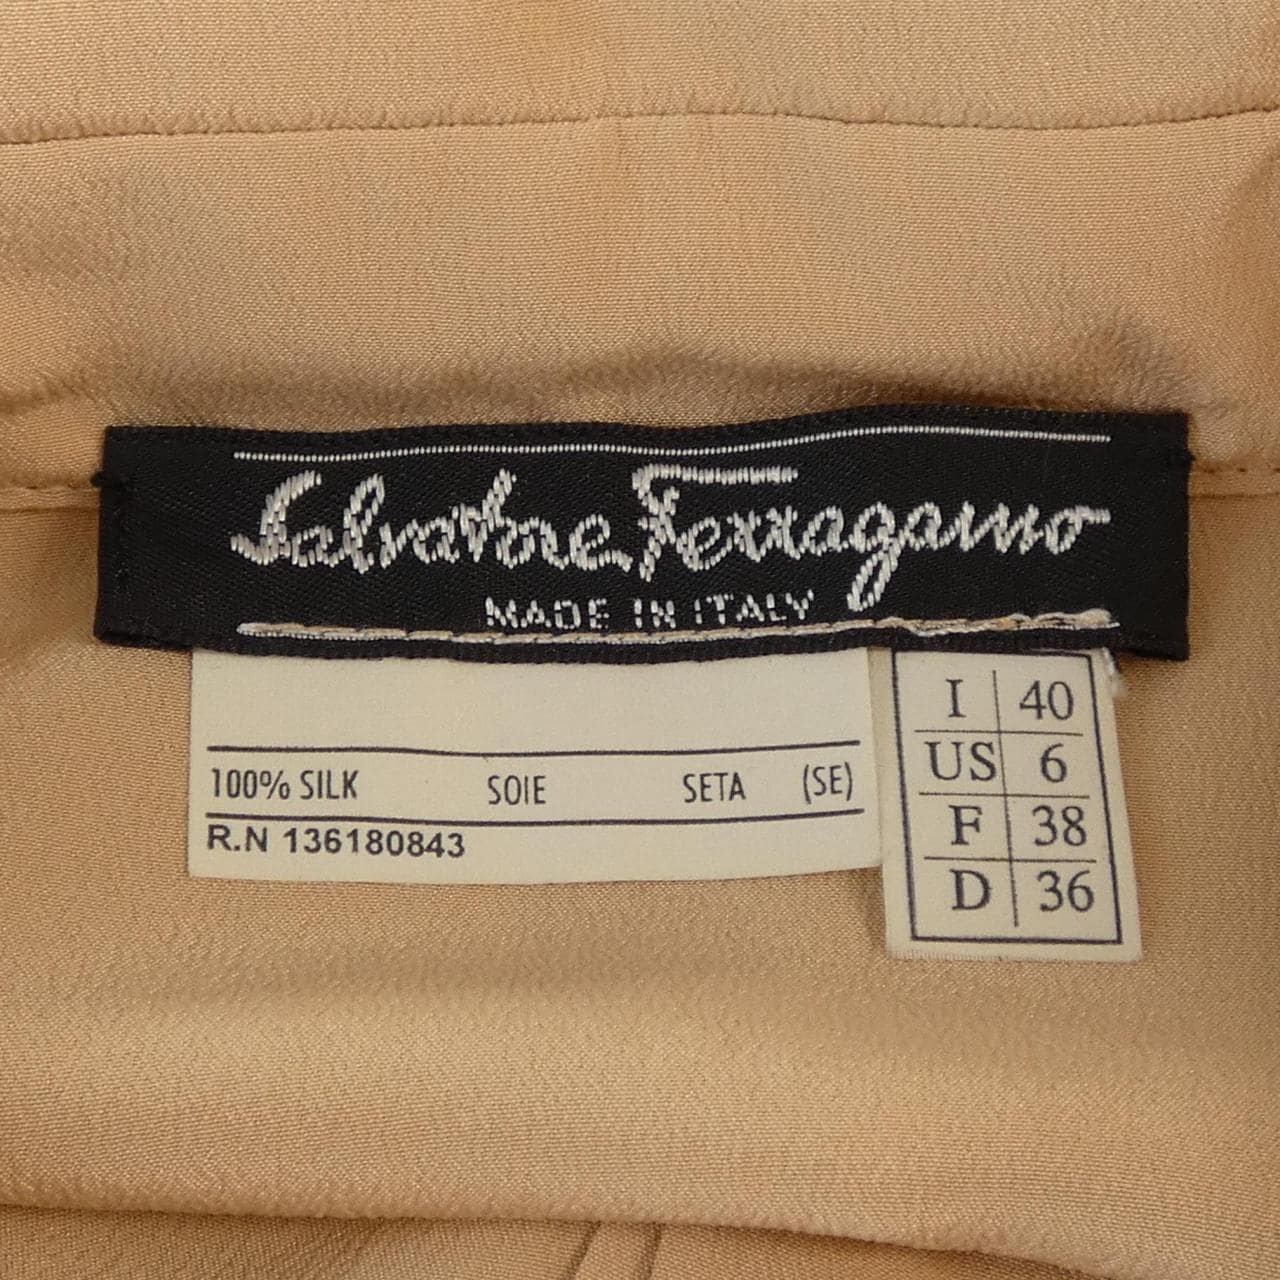 Salvatore Ferragamo
MADE IN ITALY
100% SILK SOIE SETA (SE)
R.N 136180843
I 40
US 6
F 38
D 36